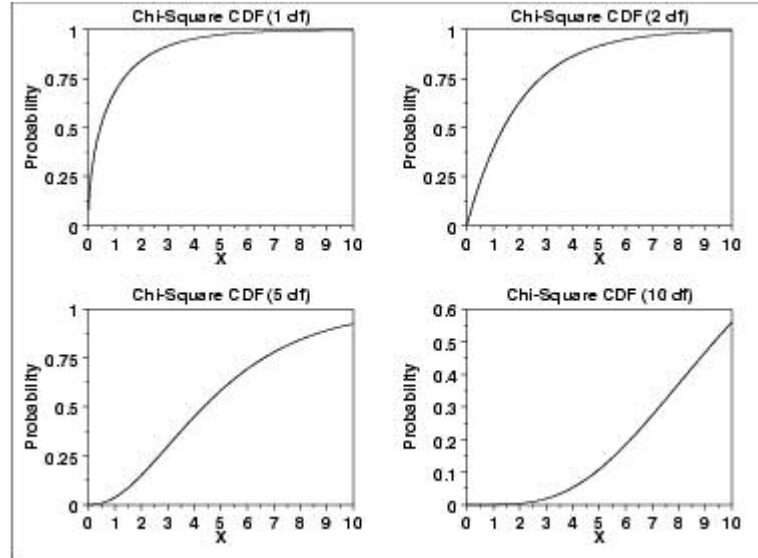 Chi-Square CDF (1 df)
Probability
1
0.75
0.5
0.25
0
0 1 2 3 4 5 6 7 8 9 10
X
Chi-Square CDF (2 df)
Probability
1
0.75
0.5
0.25
0
0 1 2 3 4 5 6 7 8 9 10
X
Chi-Square CDF (5 df)
Probability
1
0.75
0.5
0.25
0
0 1 2 3 4 5 6 7 8 9 10
X
Chi-Square CDF (10 df)
Probability
0.6
0.5
0.4
0.3
0.2
0.1
0
0 1 2 3 4 5 6 7 8 9 10
X